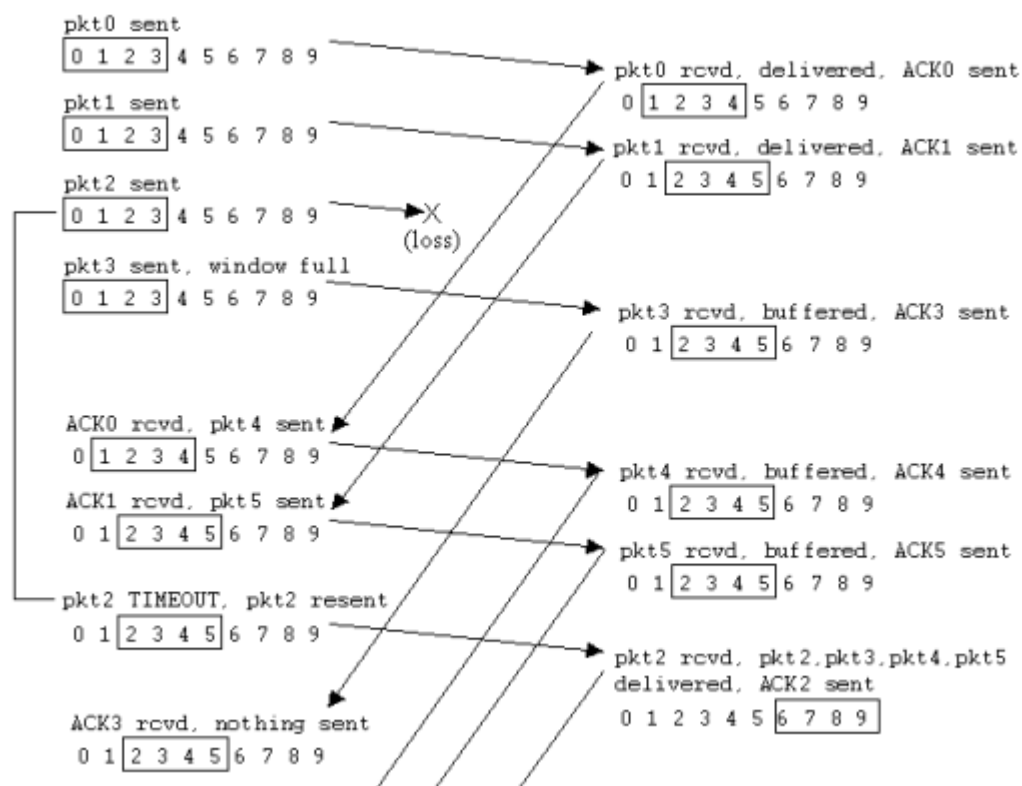 pkt0 sent
0 1 2 3 4 5 6 7 8 9
pkt1 sent
0 1 2 3 4 5 6 7 8 9
pkt2 sent
0 1 2 3 4 5 6 7 8 9
X
(loss)
pkt3 sent, window full
0 1 2 3 4 5 6 7 8 9
ACK0 rcvd, pkt4 sent
0 1 2 3 4 5 6 7 8 9
ACK1 rcvd, pkt5 sent
0 1 2 3 4 5 6 7 8 9
pkt2 TIMEOUT, pkt2 resent
0 1 2 3 4 5 6 7 8 9
ACK3 rcvd, nothing sent
0 1 2 3 4 5 6 7 8 9
pkt0 rcvd, delivered, ACK0 sent
0 1 2 3 4 5 6 7 8 9
pkt1 rcvd, delivered, ACK1 sent
0 1 2 3 4 5 6 7 8 9
pkt3 rcvd, buffered, ACK3 sent
0 1 2 3 4 5 6 7 8 9
pkt4 rcvd, buffered, ACK4 sent
0 1 2 3 4 5 6 7 8 9
pkt5 rcvd, buffered, ACK5 sent
0 1 2 3 4 5 6 7 8 9
pkt2 rcvd, pkt2,pkt3,pkt4,pkt5
delivered, ACK2 sent
0 1 2 3 4 5 6 7 8 9